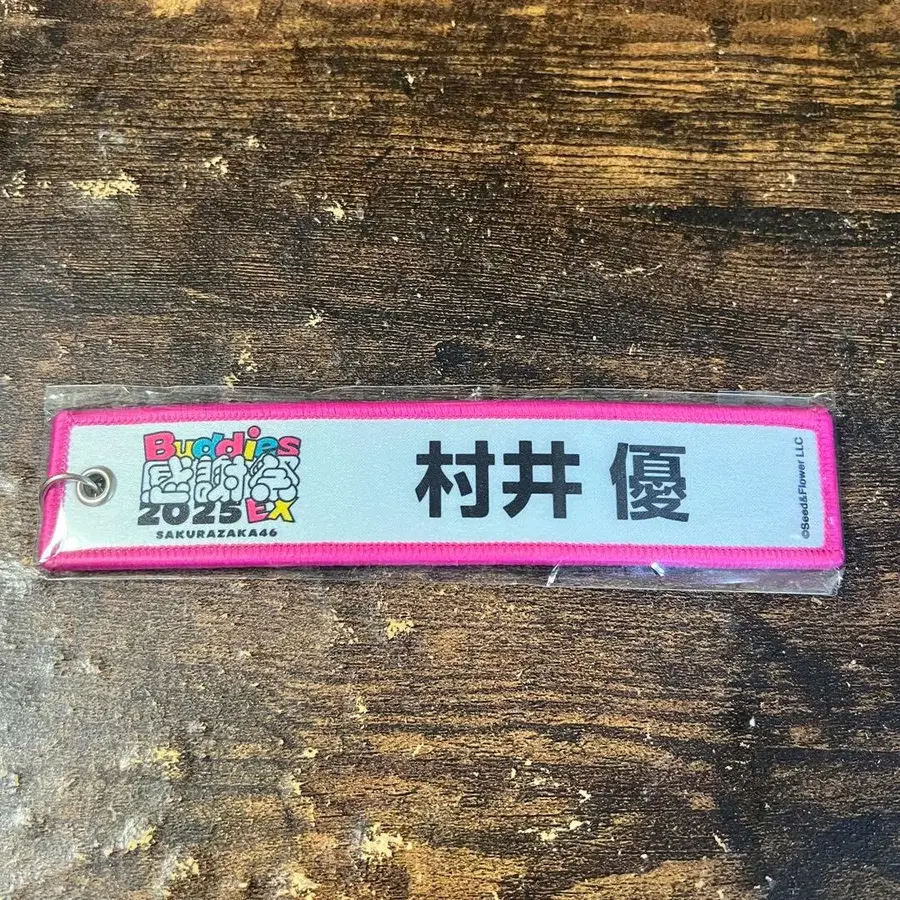 Buddies
感謝祭
2025 EX
SAKURAZAKA46
村井 優
©Seed&Flower LLC